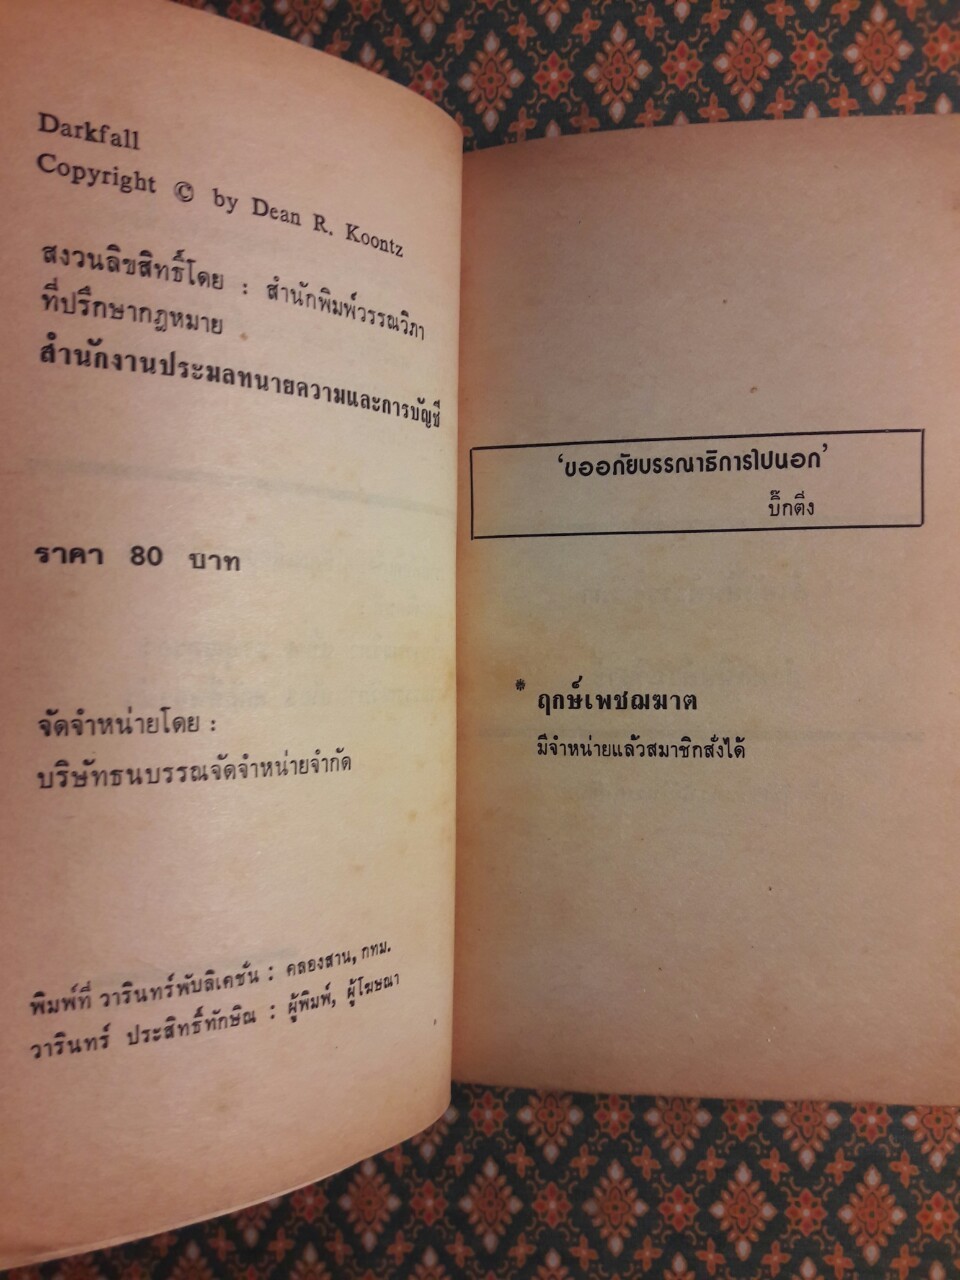 Darkfall
Copyright © by Dean R. Koontz
สงวนลิขสิทธิ์โดย : สำนักพิมพ์วรรณวิภา
ที่ปรึกษากฎหมาย
สำนักงานประมลทนายความและการบัญชี
ราคา 80 บาท
จัดจำหน่ายโดย :
บริษัทธนบรรณจัดจำหน่ายจำกัด
พิมพ์ที่ วารินทร์พับลิเคชั่น : คลองสาน, กทม.
วารินทร์ ประสิทธิ์ทักษิณ : ผู้พิมพ์, ผู้โฆษณา
‘ขออภัยบรรณาธิการใปนอก’
บิ๊กตึ๋ง
* ฤกษ์เพชฌฆาต
มีจำหน่ายแล้วสมาชิกสั่งได้